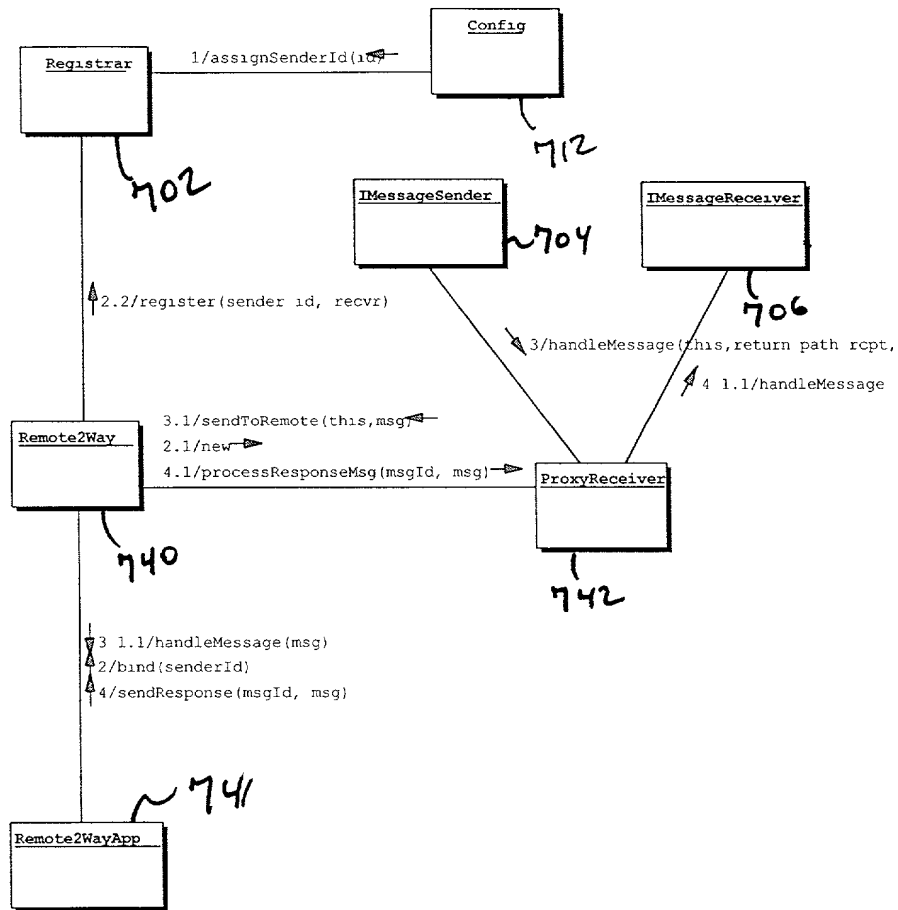 Config
1/assignSenderId(id)
Registrar
712
702
IMessageSender
IMessageReceiver
704
706
2.2/register(sender id, recvr)
3/handleMessage(this,return path rcpt,
4 1.1/handleMessage
3.1/sendToRemote(this,msg)
Remote2Way
2.1/new
4.1/processResponseMsg(msgId, msg)
ProxyReceiver
740
742
3 1.1/handleMessage(msg)
2/bind(senderId)
4/sendResponse(msgId, msg)
741
Remote2WayApp